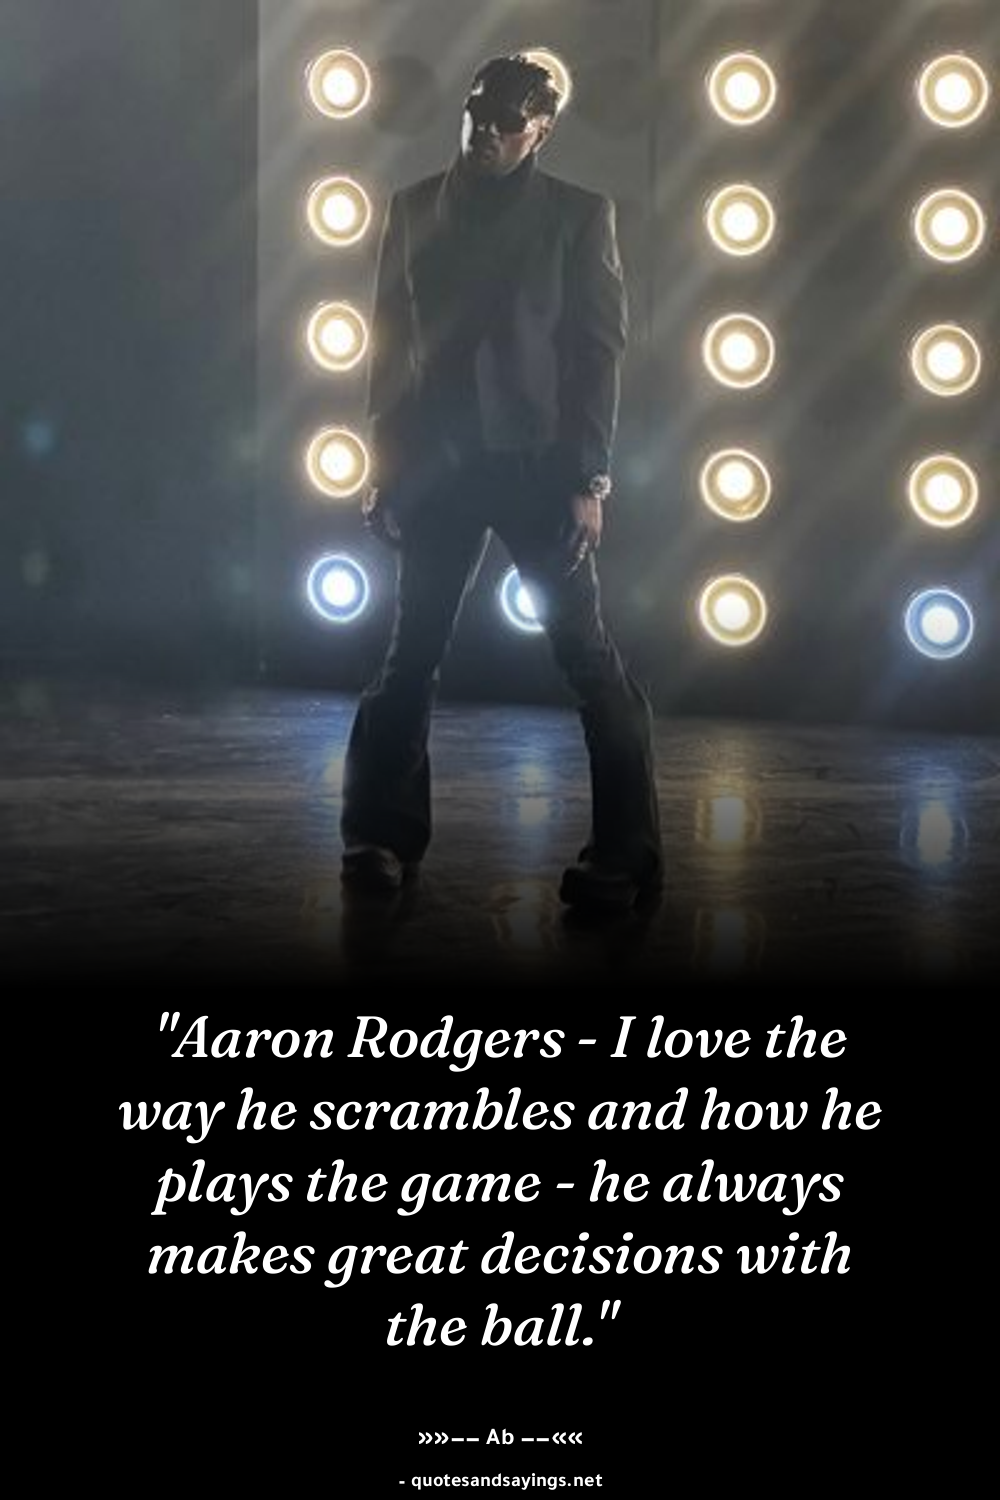 "Aaron Rodgers - I love the
way he scrambles and how he
plays the game - he always
makes great decisions with
the ball."
»»–– Ab ––««
- quotesandsayings.net